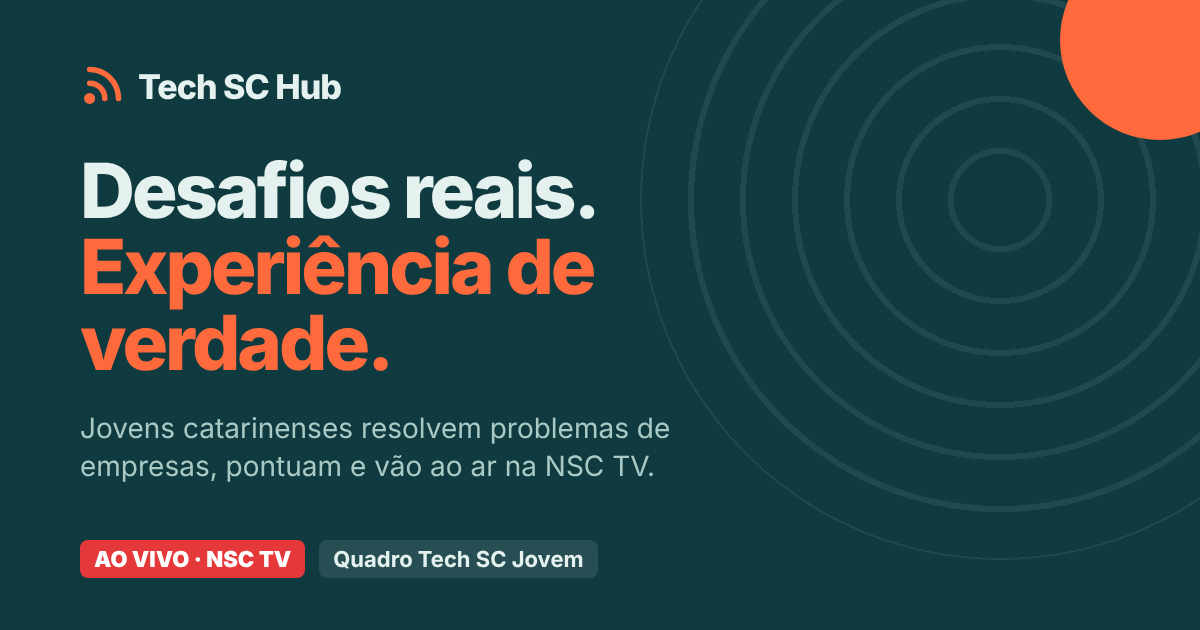 Tech SC Hub
Desafios reais.
Experiência de
verdade.
Jovens catarinenses resolvem problemas de
empresas, pontuam e vão ao ar na NSC TV.
AO VIVO · NSC TV
Quadro Tech SC Jovem